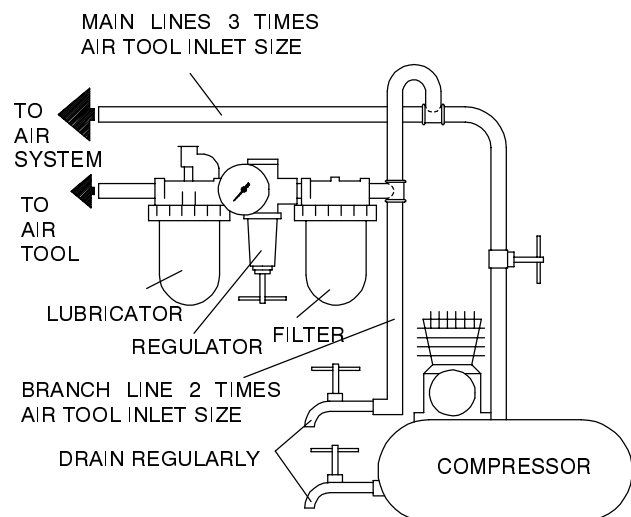 MAIN LINES 3 TIMES
AIR TOOL INLET SIZE
TO
AIR
SYSTEM
TO
AIR
TOOL
LUBRICATOR
REGULATOR
FILTER
BRANCH LINE 2 TIMES
AIR TOOL INLET SIZE
DRAIN REGULARLY
COMPRESSOR